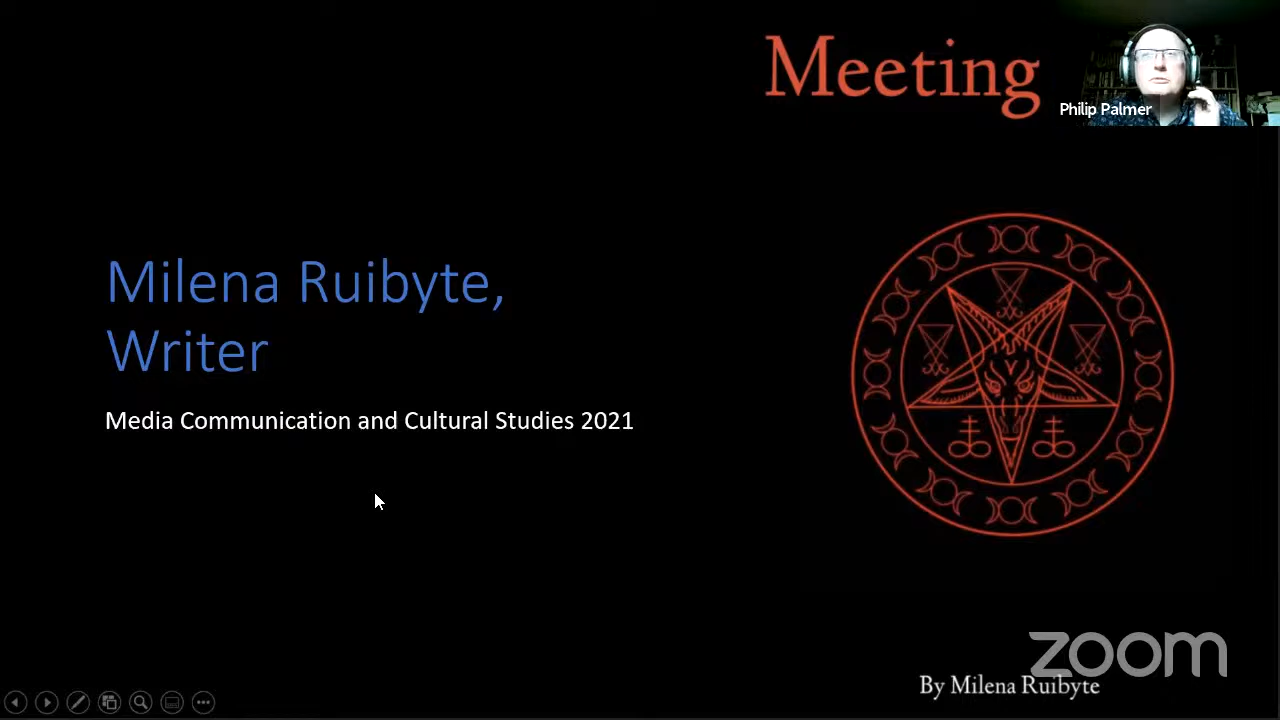 Meeting
Philip Palmer
Milena Ruibyte,
Writer
Media Communication and Cultural Studies 2021
zoom
By Milena Ruibyte